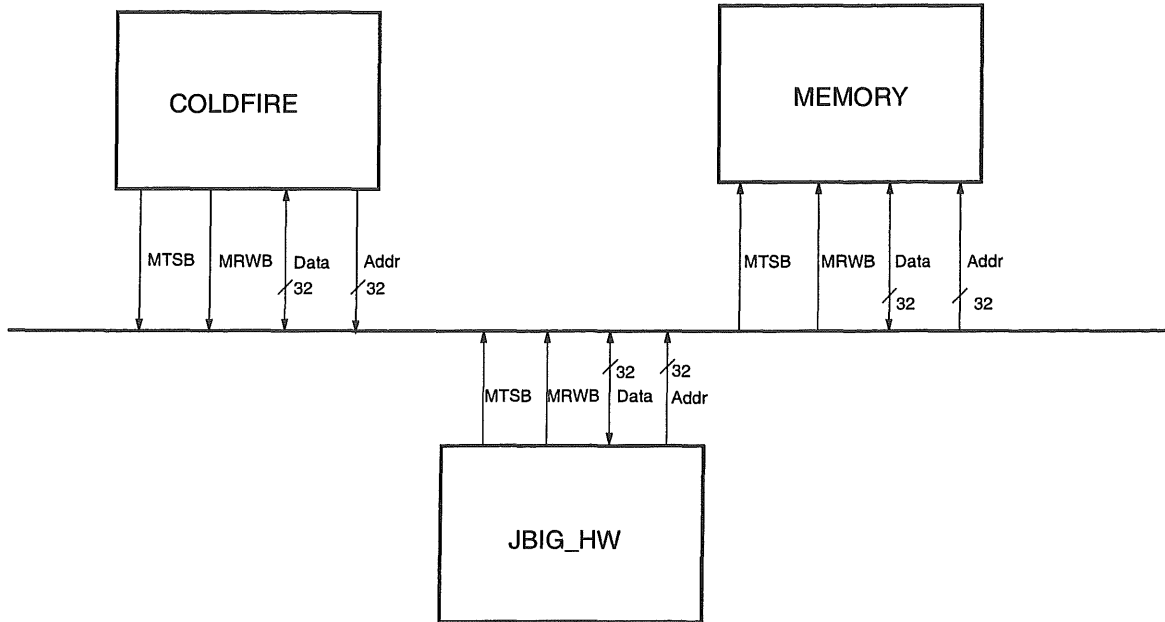 COLDFIRE
MEMORY
MTSB MRWB Data Addr
32 32
MTSB MRWB Data Addr
32 32
32 32
MTSB MRWB Data Addr
JBIG_HW